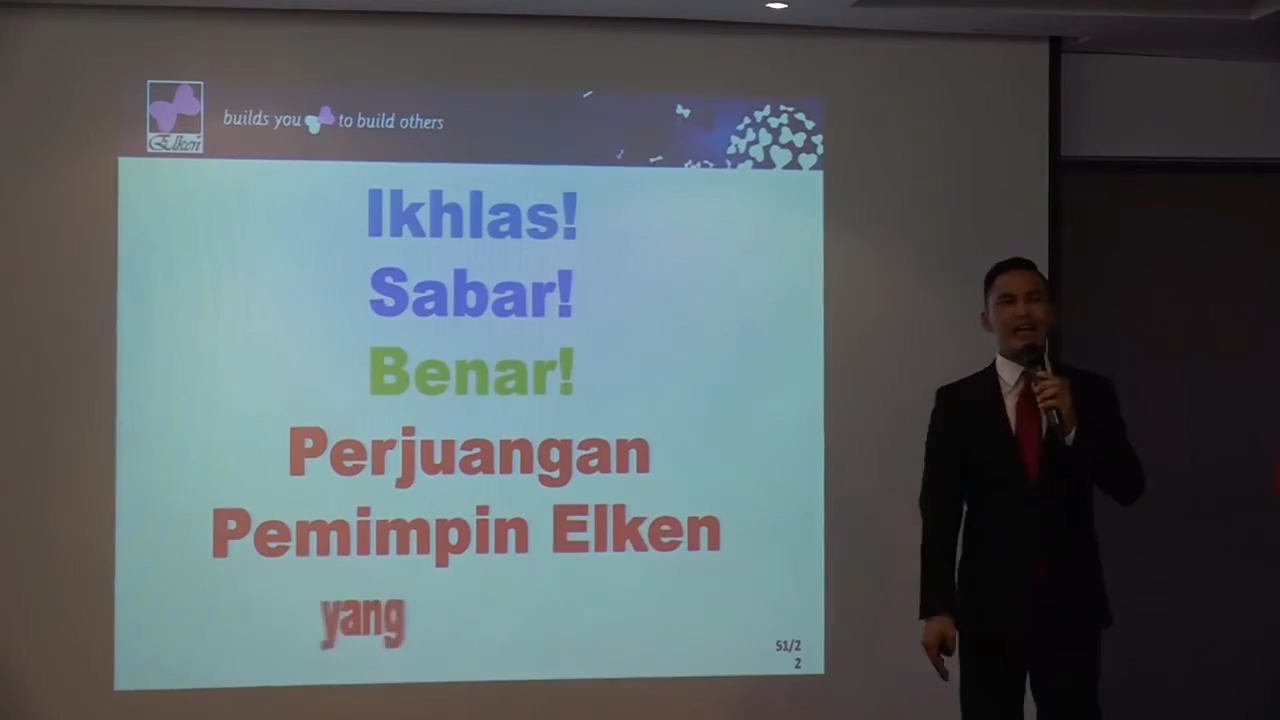 Elken
builds you to build others
Ikhlas!
Sabar!
Benar!
Perjuangan
Pemimpin Elken
yang
51/2
2